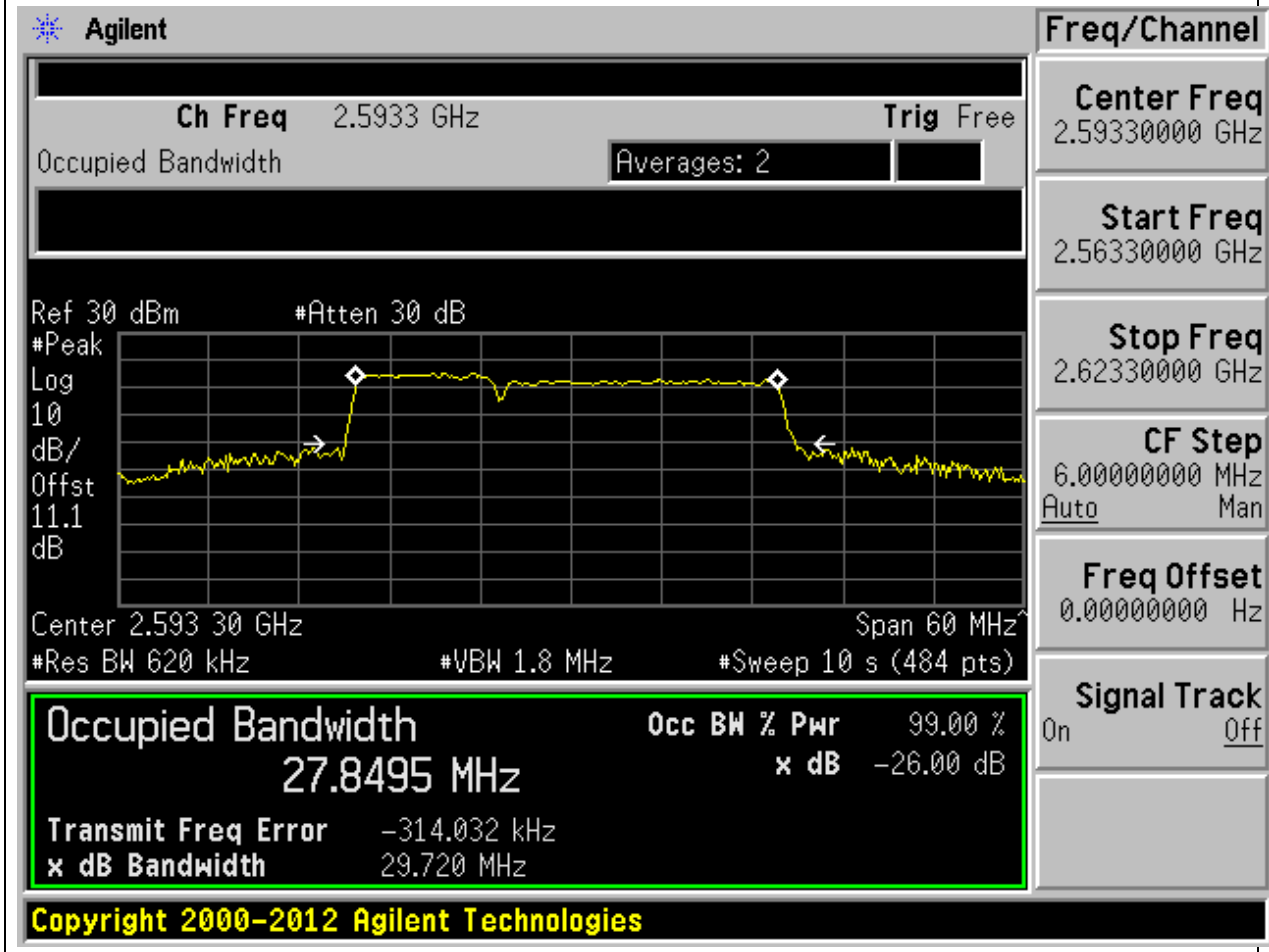 Agilent
Freq/Channel
Ch Freq 2.5933 GHz Trig Free
Occupied Bandwidth Averages: 2
Ref 30 dBm #Atten 30 dB
#Peak
Log
10
dB/
Offst
11.1
dB
Center 2.593 30 GHz Span 60 MHz^
#Res BW 620 kHz #VBW 1.8 MHz #Sweep 10 s (484 pts)
Occupied Bandwidth Occ BW % Pwr 99.00 %
27.8495 MHz x dB -26.00 dB
Transmit Freq Error -314.032 kHz
x dB Bandwidth 29.720 MHz
Center Freq
2.59330000 GHz
Start Freq
2.56330000 GHz
Stop Freq
2.62330000 GHz
CF Step
6.00000000 MHz
Auto Man
Freq Offset
0.00000000 Hz
Signal Track
On Off
Copyright 2000-2012 Agilent Technologies